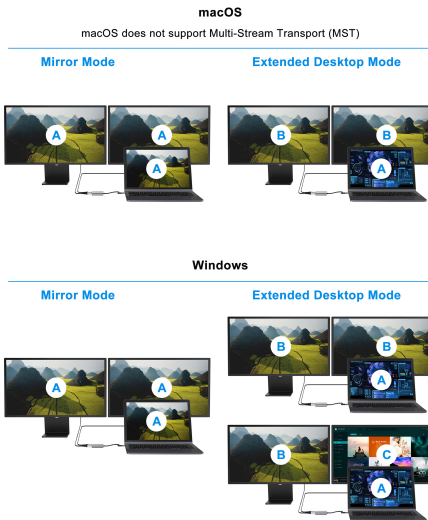 macOS
macOS does not support Multi-Stream Transport (MST)
Mirror Mode
Extended Desktop Mode
A
A
A
B
B
A
Windows
Mirror Mode
Extended Desktop Mode
A
A
A
B
B
A
B
C
A